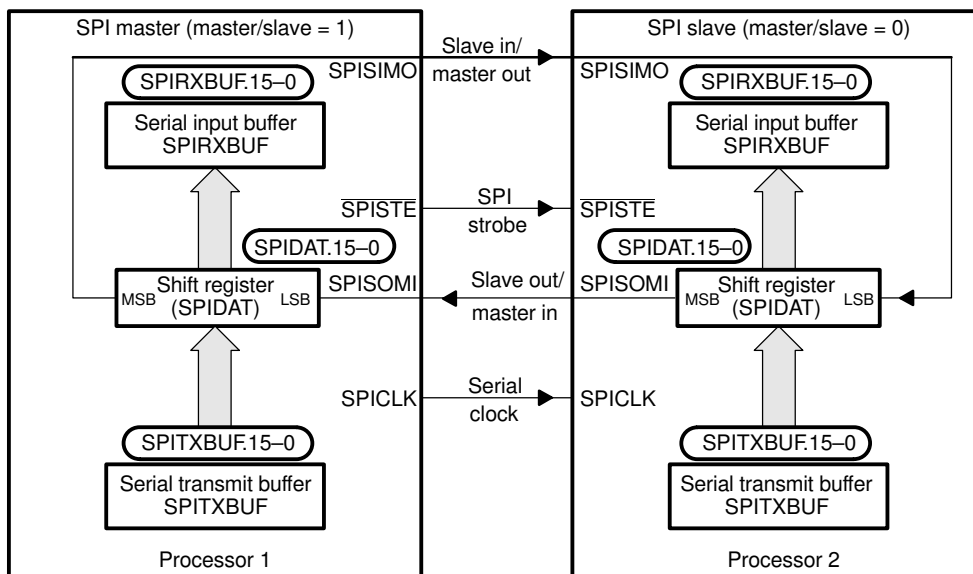 SPI master (master/slave = 1)
SPISIMO
SPIRXBUF.15–0
Serial input buffer
SPIRXBUF
SPISTE
SPIDAT.15–0
SPISOMI
MSB
Shift register
(SPIDAT)
LSB
SPICLK
SPITXBUF.15–0
Serial transmit buffer
SPITXBUF
Processor 1
Slave in/
master out
SPI
strobe
Slave out/
master in
Serial
clock
SPI slave (master/slave = 0)
SPISIMO
SPIRXBUF.15–0
Serial input buffer
SPIRXBUF
SPISTE
SPIDAT.15–0
SPISOMI
MSB
Shift register
(SPIDAT)
LSB
SPICLK
SPITXBUF.15–0
Serial transmit buffer
SPITXBUF
Processor 2